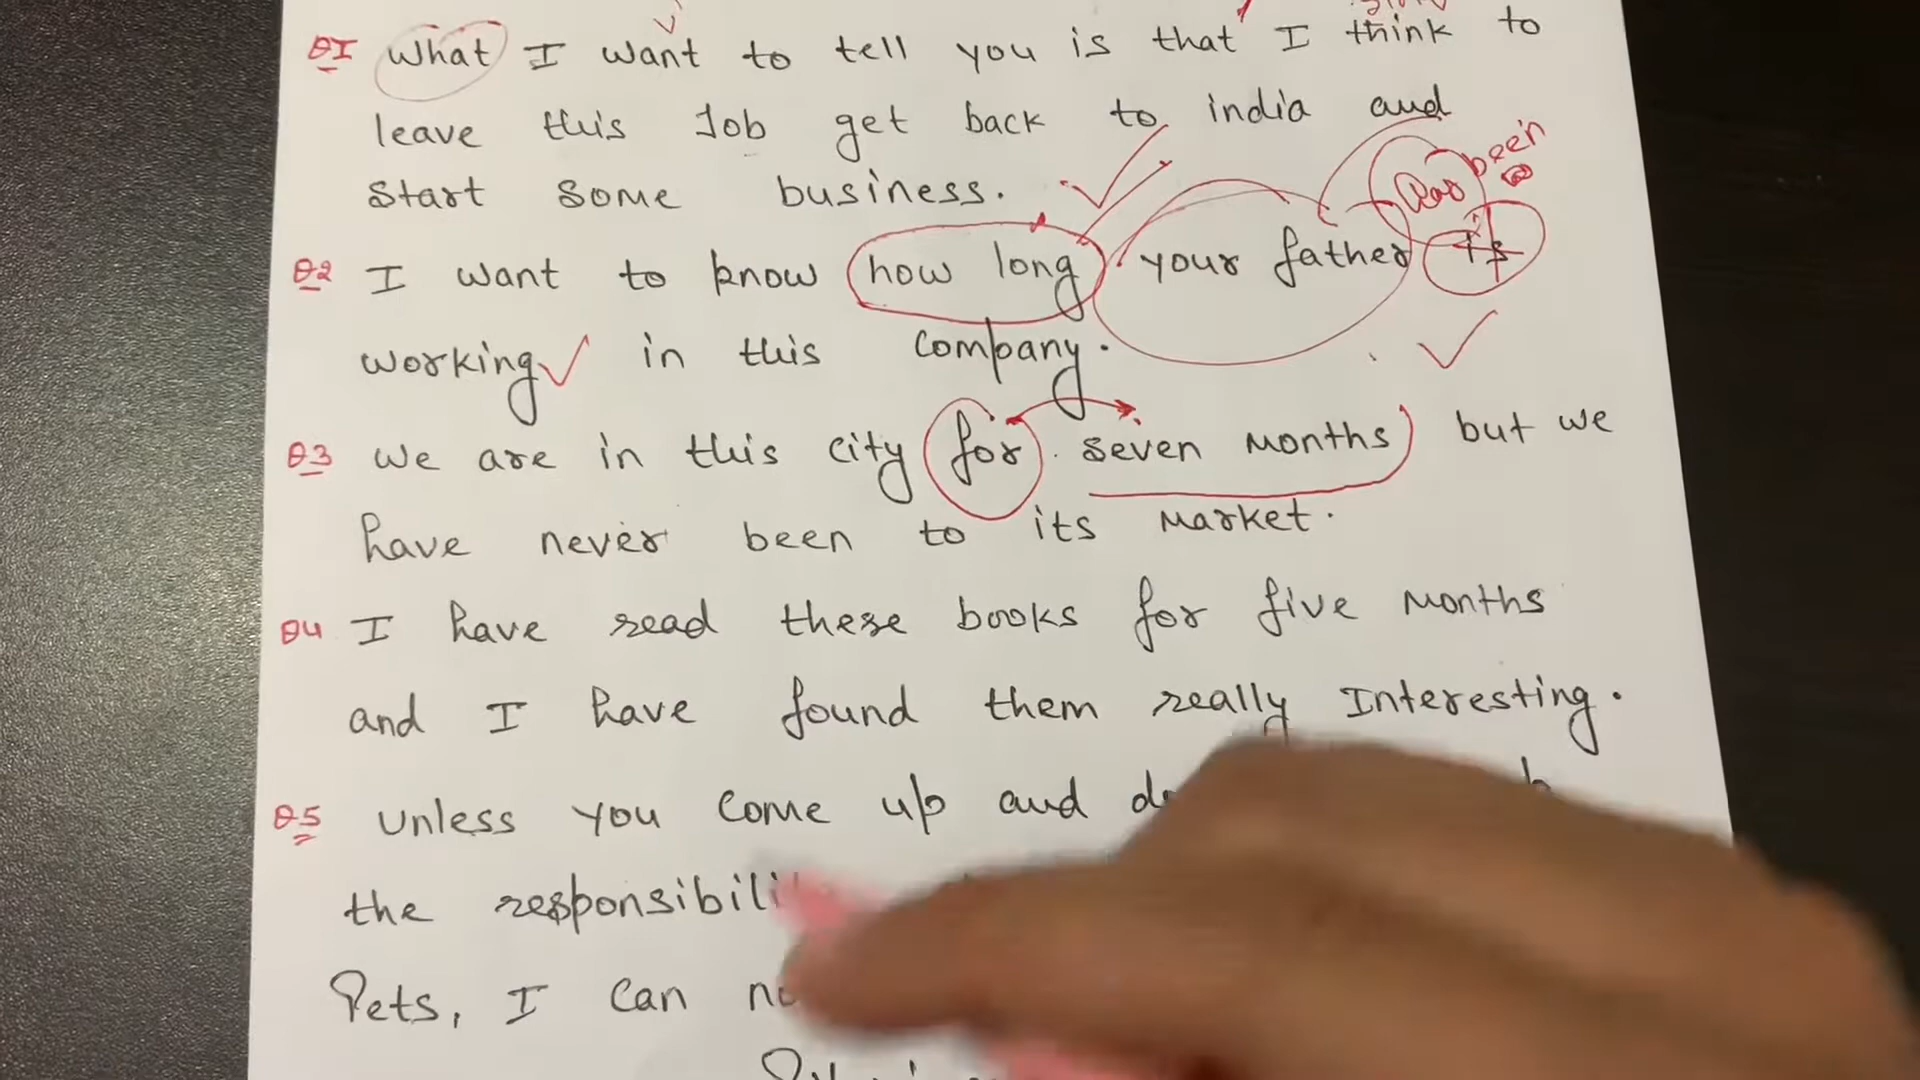 Q1 What I want to tell you is that I think to
leave this Job get back to india and
start some business.
has been
Q2 I want to know how long your father is
working in this company.
Q3 we are in this city for seven months but we
have never been to its market.
Q4 I have read these books for five months
and I have found them really Interesting.
Q5 unless you come up and
the
Pets, I can